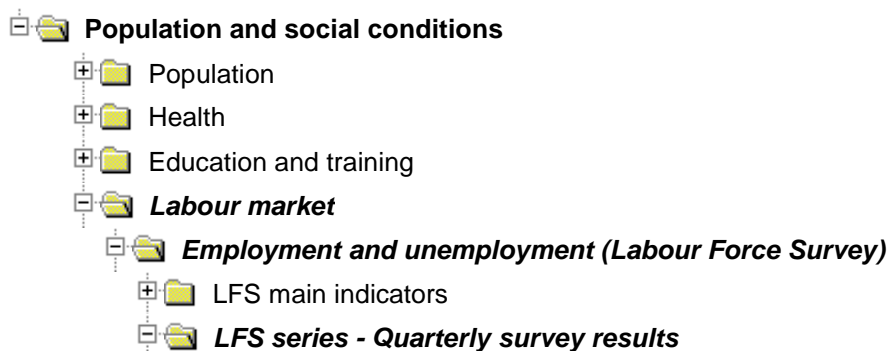 Population and social conditions
Population
Health
Education and training
Labour market
Employment and unemployment (Labour Force Survey)
LFS main indicators
LFS series - Quarterly survey results